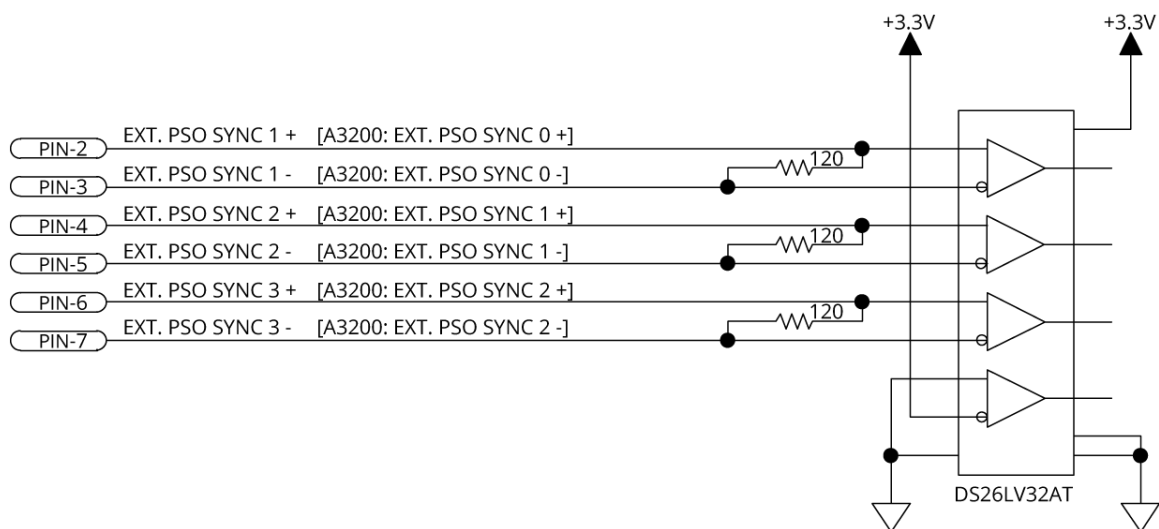 +3.3V
+3.3V
EXT. PSO SYNC 1 + [A3200: EXT. PSO SYNC 0 +]
PIN-2
120
EXT. PSO SYNC 1 - [A3200: EXT. PSO SYNC 0 -]
PIN-3
EXT. PSO SYNC 2 + [A3200: EXT. PSO SYNC 1 +]
PIN-4
120
EXT. PSO SYNC 2 - [A3200: EXT. PSO SYNC 1 -]
PIN-5
EXT. PSO SYNC 3 + [A3200: EXT. PSO SYNC 2 +]
PIN-6
120
EXT. PSO SYNC 3 - [A3200: EXT. PSO SYNC 2 -]
PIN-7
DS26LV32AT